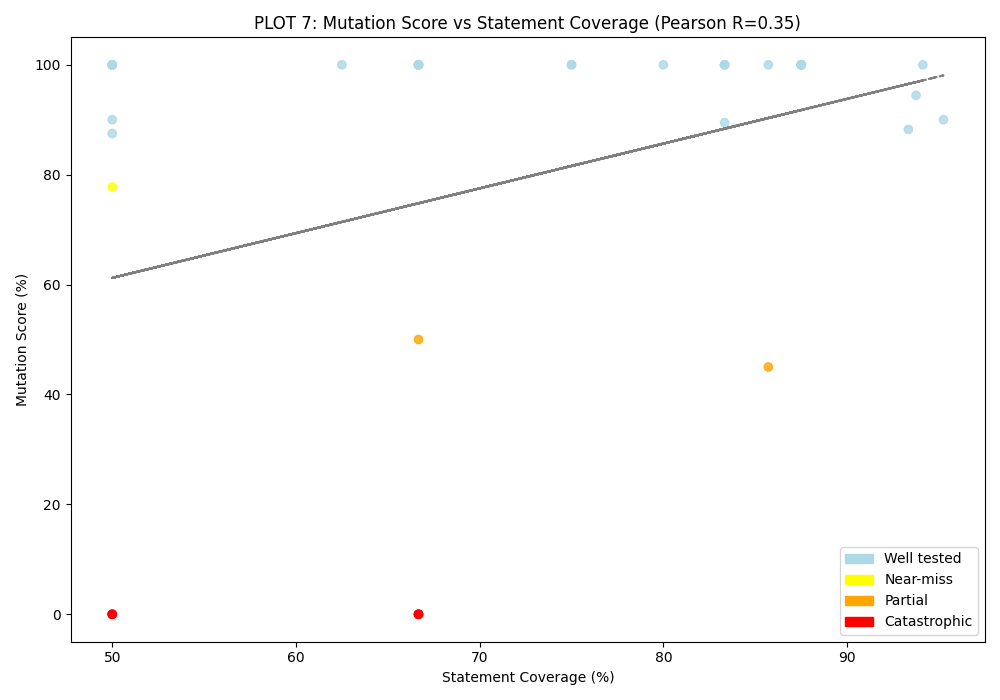 PLOT 7: Mutation Score vs Statement Coverage (Pearson R=0.35)
Mutation Score (%)
100
80
60
40
20
0
50 60 70 80 90
Statement Coverage (%)
Well tested
Near-miss
Partial
Catastrophic